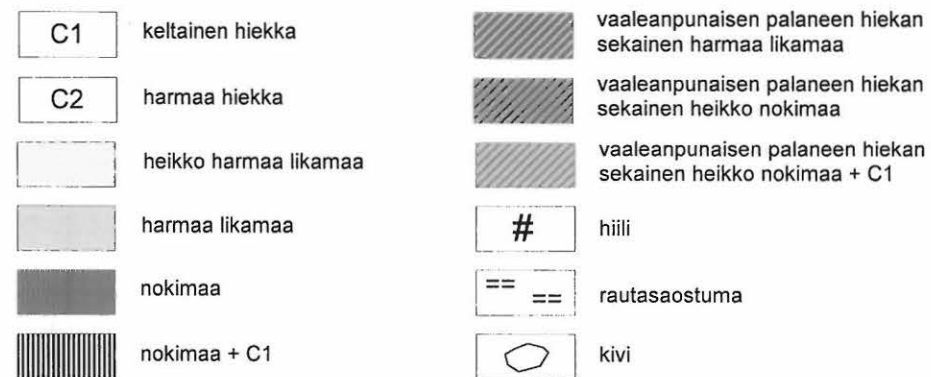 C1 keltainen hiekka
C2 harmaa hiekka
heikko harmaa likamaa
harmaa likamaa
nokimaa
nokimaa + C1
vaaleanpunaisen palaneen hiekan
sekainen harmaa likamaa
vaaleanpunaisen palaneen hiekan
sekainen heikko nokimaa
vaaleanpunaisen palaneen hiekan
sekainen heikko nokimaa + C1
# hiili
== == rautasaostuma
kivi